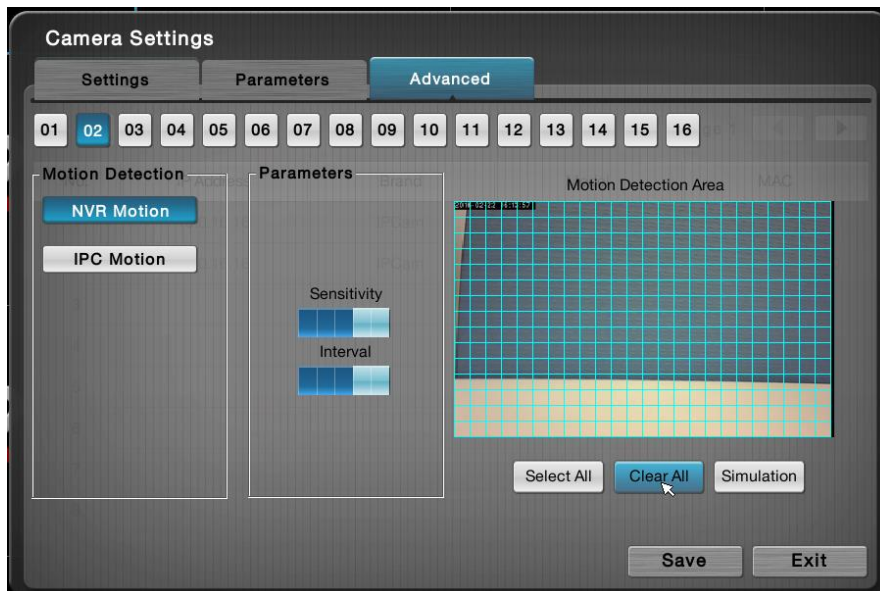 Camera Settings
Settings Parameters Advanced
01 02 03 04 05 06 07 08 09 10 11 12 13 14 15 16
Motion Detection Parameters
Motion Detection Area
MAC
NVR Motion
IPC Motion
Sensitivity
Interval
Select All Clear All Simulation
Save Exit